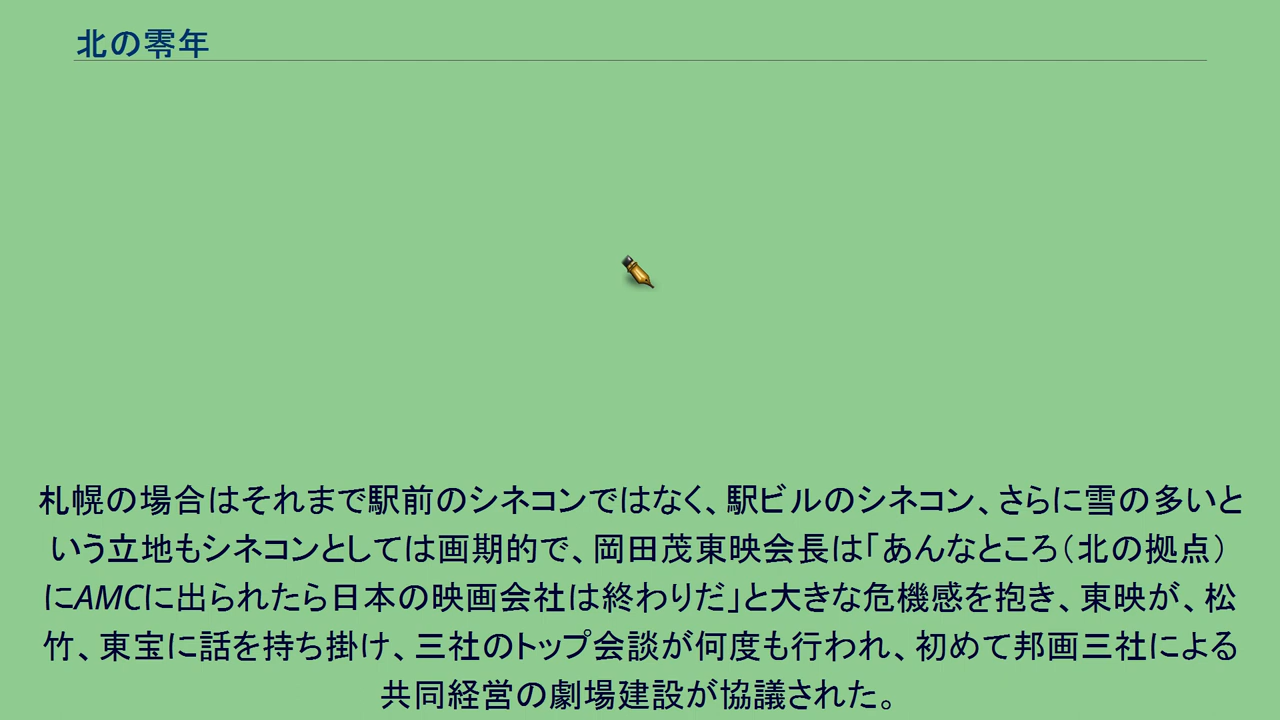 北の零年
札幌の場合はそれまで駅前のシネコンではなく、駅ビルのシネコン、さらに雪の多いと
いう立地もシネコンとしては画期的で、岡田茂東映会長は「あんなところ（北の拠点）
にAMCに出られたら日本の映画会社は終わりだ」と大きな危機感を抱き、東映が、松
竹、東宝に話を持ち掛け、三社のトップ会談が何度も行われ、初めて邦画三社による
共同経営の劇場建設が協議された。